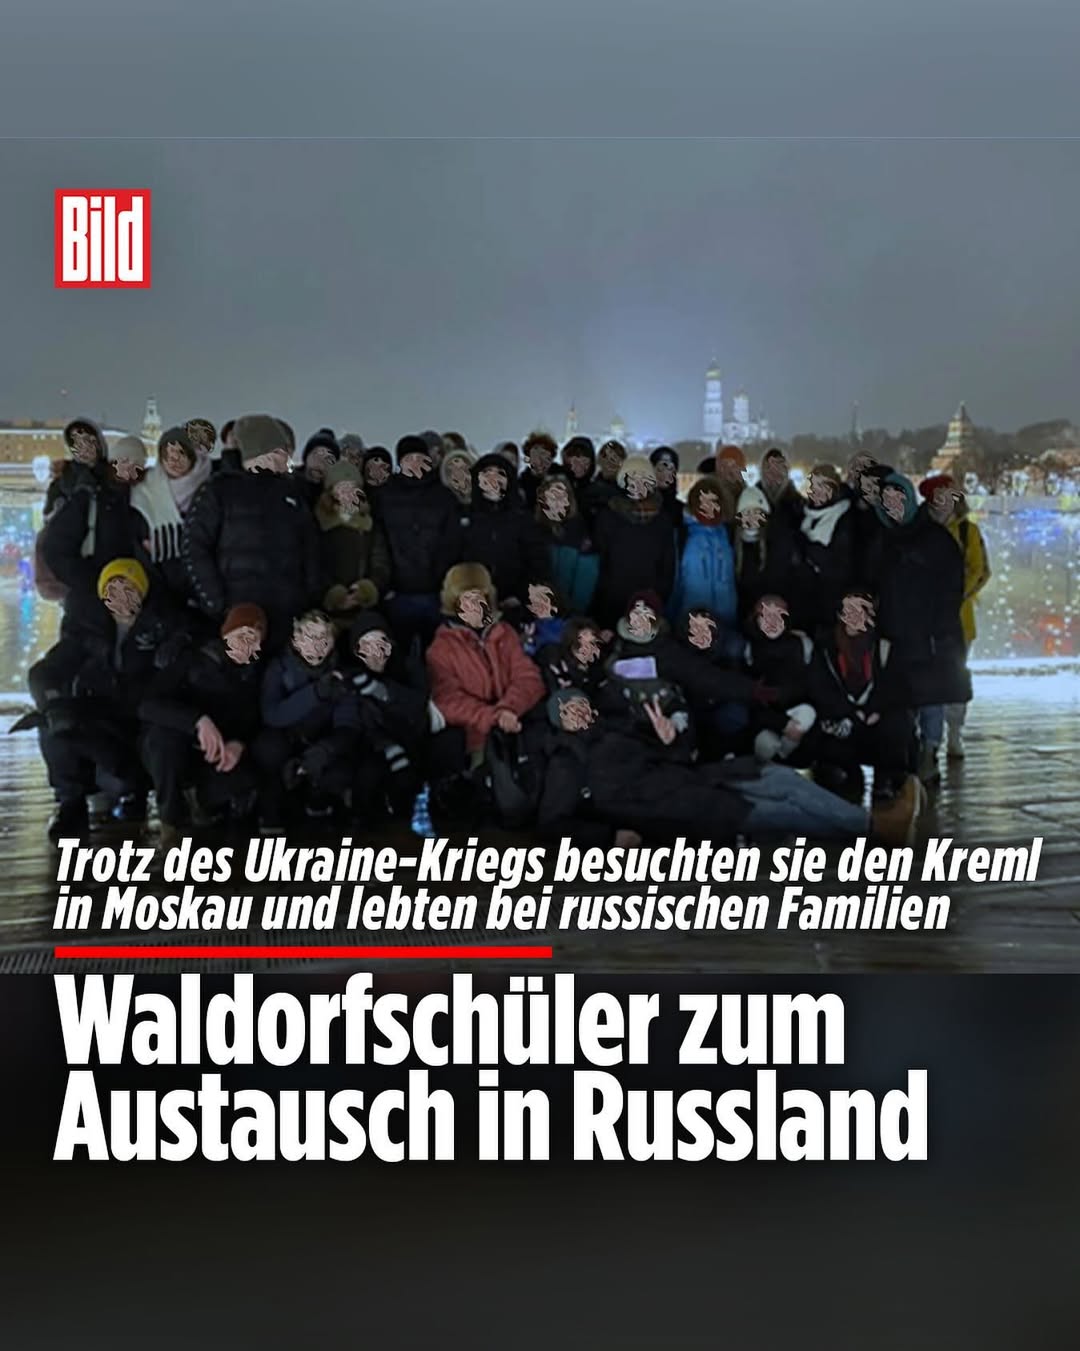 Bild
Trotz des Ukraine-Kriegs besuchten sie den Kreml
in Moskau und lebten bei russischen Familien
Waldorfschüler zum
Austausch in Russland